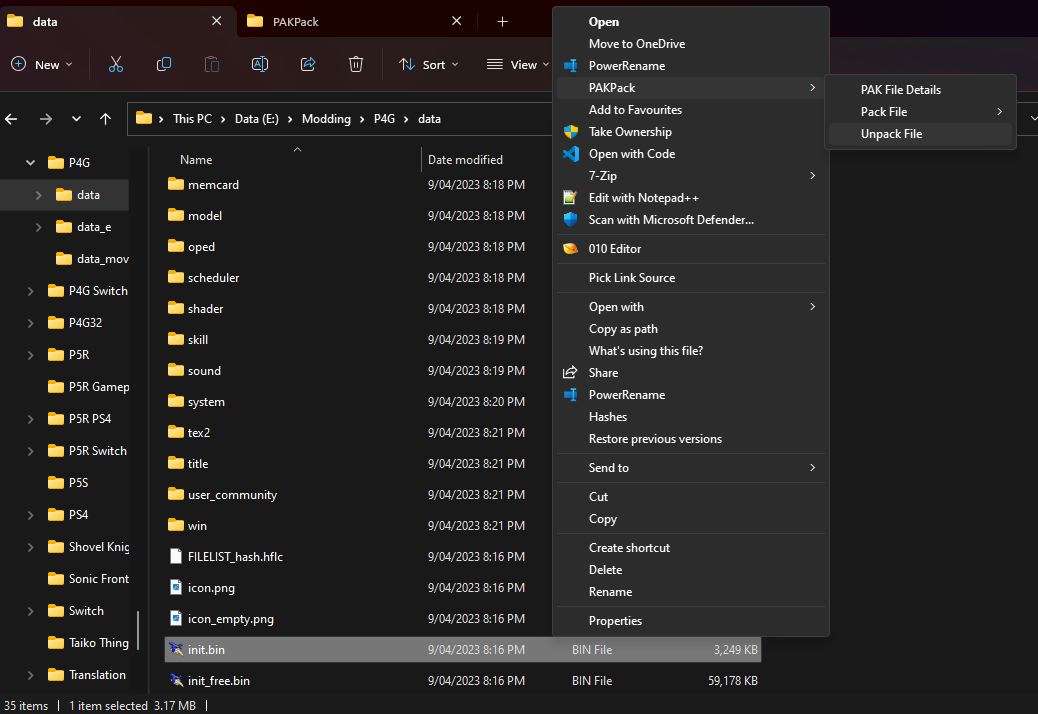 data
PAKPack
New
Sort
View
This PC
Data (E:)
Modding
P4G
data
P4G
data
data_e
data_mov
P4G Switch
P4G32
P5R
P5R Gamep
P5R PS4
P5R Switch
P5S
PS4
Shovel Knig
Sonic Front
Switch
Taiko Thing
Translation
Name Date modified
memcard 9/04/2023 8:18 PM
model 9/04/2023 8:18 PM
oped 9/04/2023 8:18 PM
scheduler 9/04/2023 8:18 PM
shader 9/04/2023 8:18 PM
skill 9/04/2023 8:19 PM
sound 9/04/2023 8:19 PM
system 9/04/2023 8:20 PM
tex2 9/04/2023 8:21 PM
title 9/04/2023 8:21 PM
user_community 9/04/2023 8:21 PM
win 9/04/2023 8:21 PM
FILELIST_hash.hflc 9/04/2023 8:16 PM
icon.png 9/04/2023 8:16 PM
icon_empty.png 9/04/2023 8:16 PM
init.bin 9/04/2023 8:16 PM BIN File 3,249 KB
init_free.bin 9/04/2023 8:16 PM BIN File 59,178 KB
Open
Move to OneDrive
PowerRename
PAKPack
Add to Favourites
Take Ownership
Open with Code
7-Zip
Edit with Notepad++
Scan with Microsoft Defender...
010 Editor
Pick Link Source
Open with
Copy as path
What's using this file?
Share
PowerRename
Hashes
Restore previous versions
Send to
Cut
Copy
Create shortcut
Delete
Rename
Properties
PAK File Details
Pack File
Unpack File
35 items
1 item selected 3.17 MB